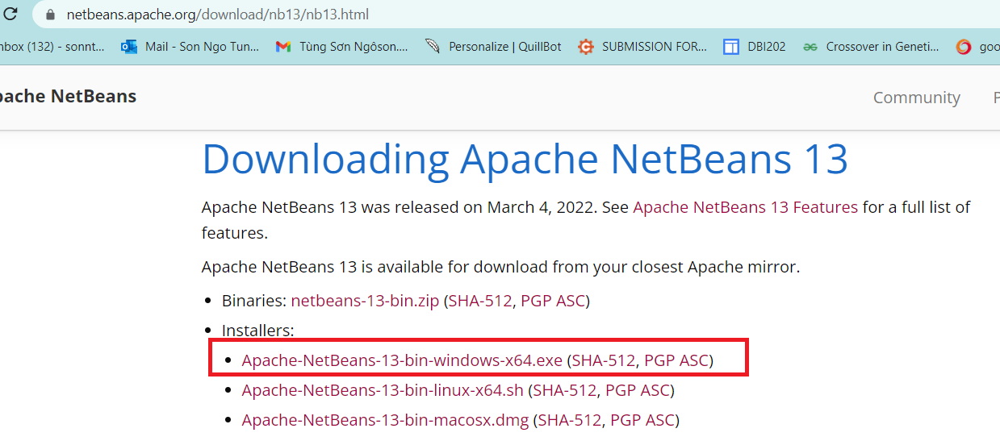 netbeans.apache.org/download/nb13/nb13.html
nbox (132) - sonnt... Mail - Son Ngo Tun... Tùng Sơn Ngôson.... Personalize | QuillBot SUBMISSION FOR... DBI202 Crossover in Geneti... goo
pache NetBeans Community P
Downloading Apache NetBeans 13
Apache NetBeans 13 was released on March 4, 2022. See Apache NetBeans 13 Features for a full list of
features.
Apache NetBeans 13 is available for download from your closest Apache mirror.
• Binaries: netbeans-13-bin.zip (SHA-512, PGP ASC)
• Installers:
• Apache-NetBeans-13-bin-windows-x64.exe (SHA-512, PGP ASC)
• Apache-NetBeans-13-bin-linux-x64.sh (SHA-512, PGP ASC)
• Apache-NetBeans-13-bin-macosx.dmg (SHA-512, PGP ASC)